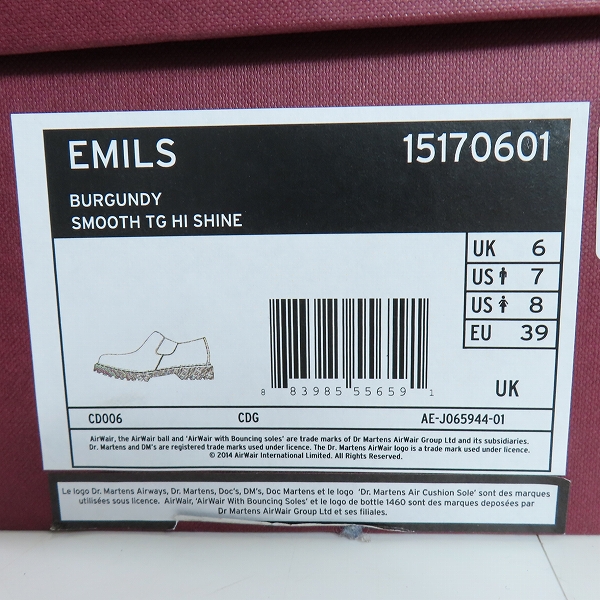 EMILS 15170601
BURGUNDY
SMOOTH TG HI SHINE
UK 6
US 7
US 8
EU 39
8 83985 55659 1
UK
CD006 CDG AE-J065944-01
AirWair, the AirWair ball and 'AirWair with Bouncing soles' are trade marks of Dr Martens AirWair Group Ltd and its subsidiaries.
Dr. Martens and DM's are registered trade marks used under licence. The Dr. Martens AirWair logo is a trade mark used under licence.
© 2014 AirWair International Limited. All rights reserved.
Le logo Dr. Martens Airways, Dr. Martens, Doc's, DM's, Doc Martens et le logo 'Dr. Martens Air Cushion Sole' sont des marques
utilisées sous licence. AirWair, 'AirWair With Bouncing Soles' et le logo de bottle 1460 sont des marques deposées par
Dr Martens AirWair Group Ltd et ses filiales.